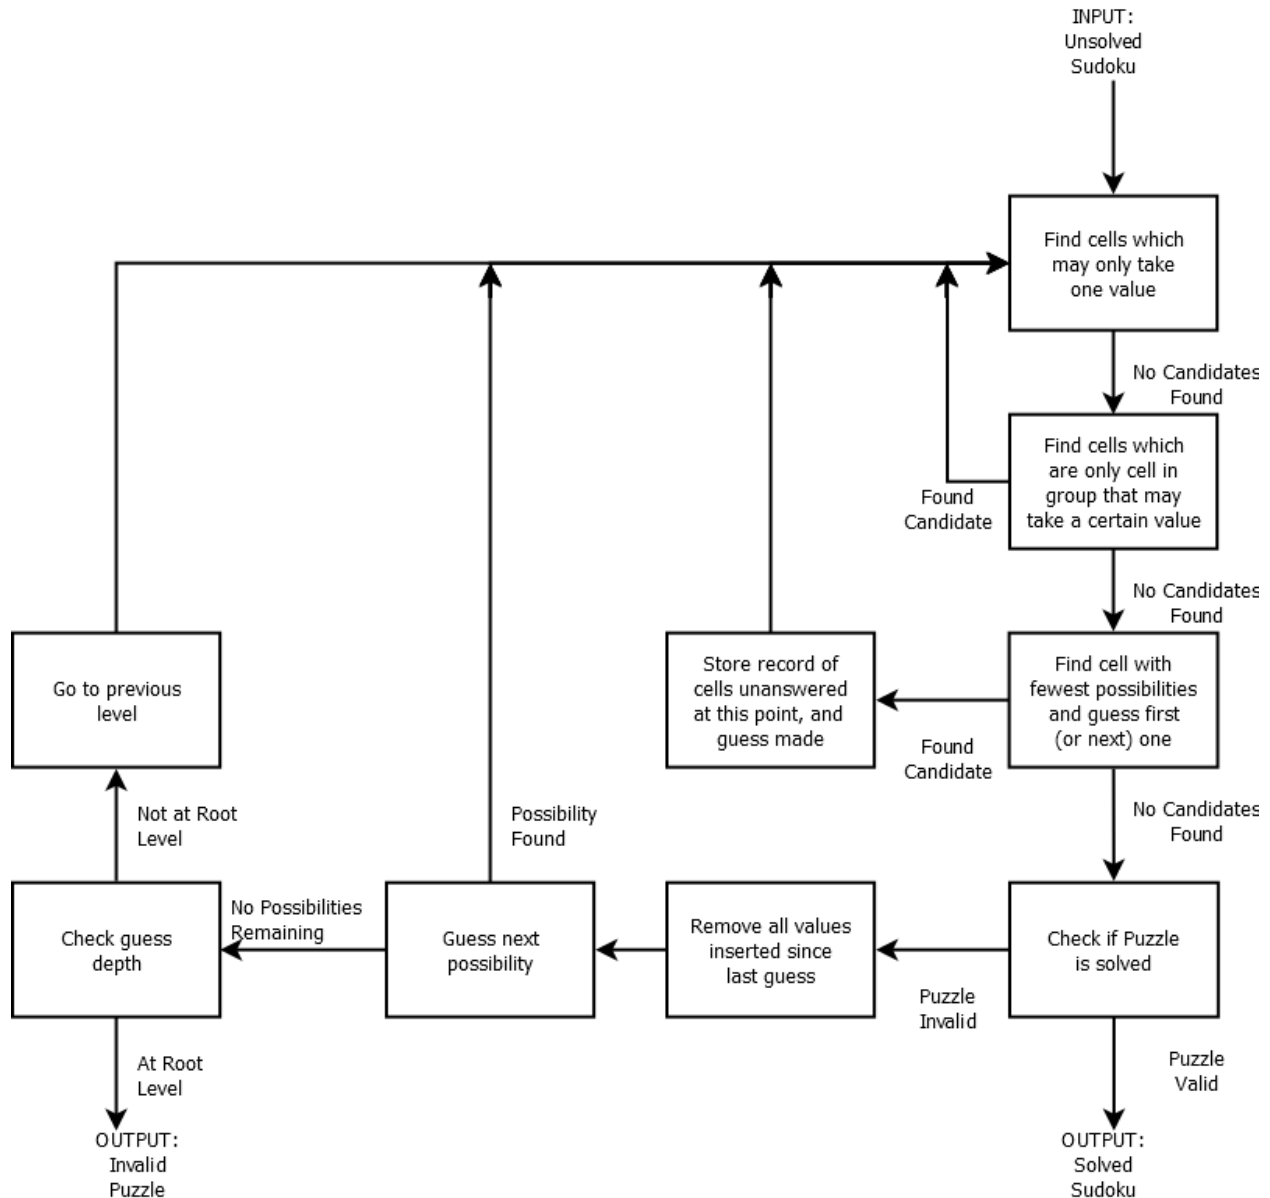 INPUT:
Unsolved
Sudoku
Find cells which
may only take
one value
No Candidates
Found
Find cells which
are only cell in
group that may
take a certain value
Found
Candidate
No Candidates
Found
Go to previous
level
Store record of
cells unanswered
at this point, and
guess made
Find cell with
fewest possibilities
and guess first
(or next) one
Found
Candidate
Not at Root
Level
Possibility
Found
No Candidates
Found
Check guess
depth
No Possibilities
Remaining
Guess next
possibility
Remove all values
inserted since
last guess
Check if Puzzle
is solved
Puzzle
Invalid
At Root
Level
Puzzle
Valid
OUTPUT:
Invalid
Puzzle
OUTPUT:
Solved
Sudoku